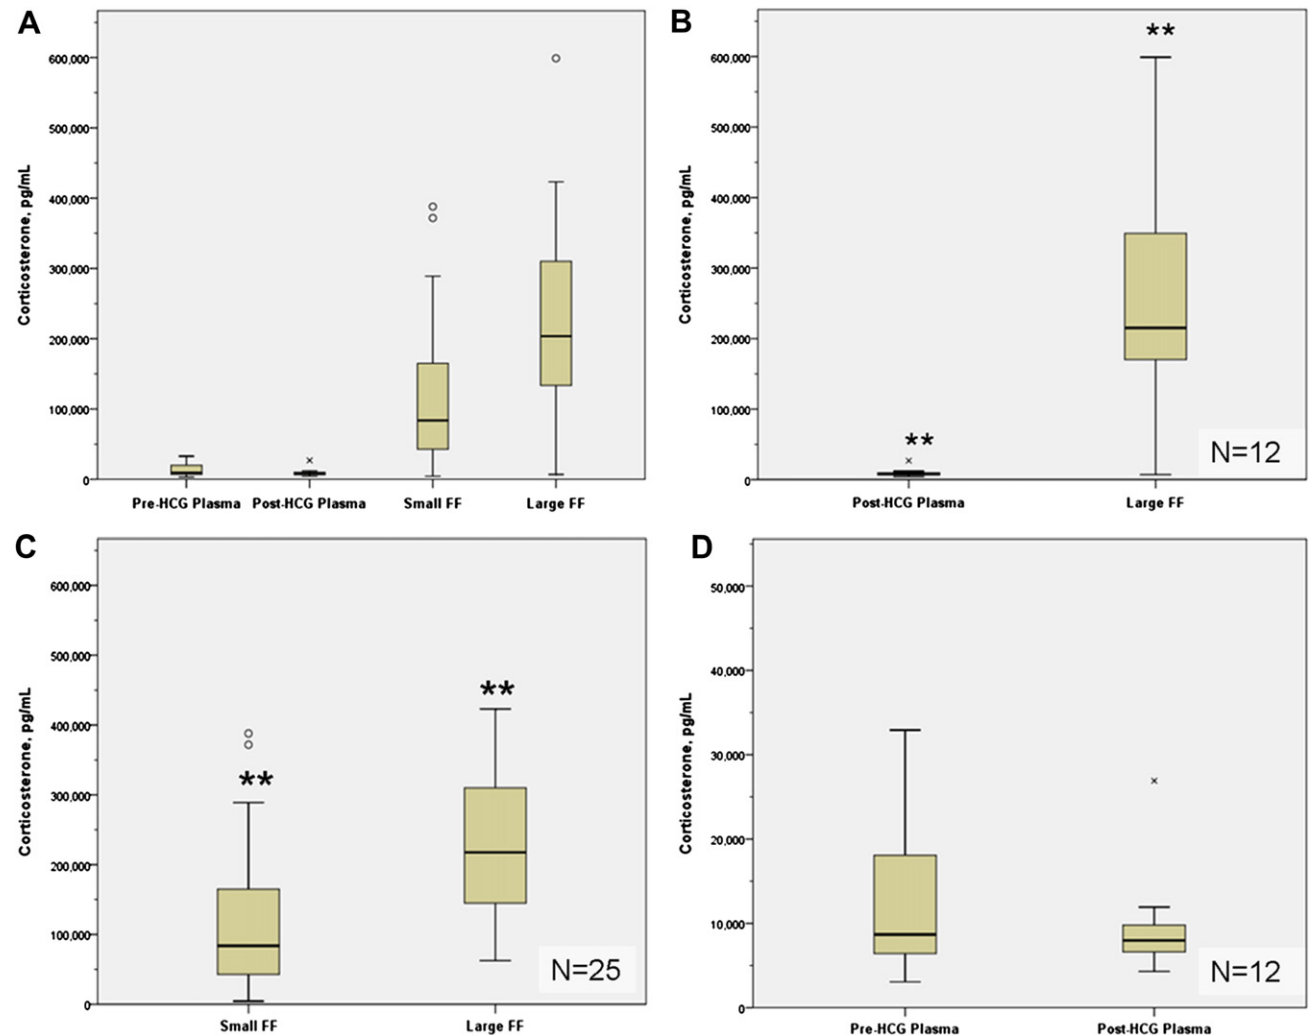 A
Corticosterone, pg/mL
600,000
500,000
400,000
300,000
200,000
100,000
0
Pre-HCG Plasma Post-HCG Plasma Small FF Large FF
B
Corticosterone, pg/mL
600,000
500,000
400,000
300,000
200,000
100,000
0
**
**
N=12
Post-HCG Plasma Large FF
C
Corticosterone, pg/mL
600,000
500,000
400,000
300,000
200,000
100,000
0
**
**
N=25
Small FF Large FF
D
Corticosterone, pg/mL
50,000
40,000
30,000
20,000
10,000
0
N=12
Pre-HCG Plasma Post-HCG Plasma